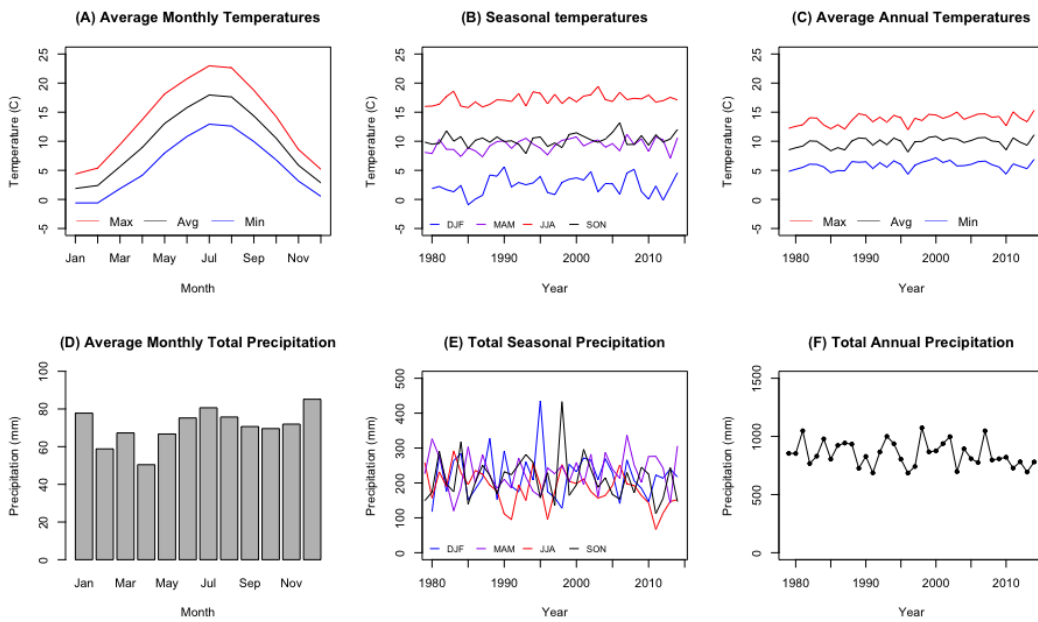 (A) Average Monthly Temperatures
Temperature (C)
25
20
15
10
5
0
-5
Max Avg Min
Jan Mar May Jul Sep Nov
Month
(B) Seasonal temperatures
Temperature (C)
25
20
15
10
5
0
-5
DJF MAM JJA SON
1980 1990 2000 2010
Year
(C) Average Annual Temperatures
Temperature (C)
25
20
15
10
5
0
-5
Max Avg Min
1980 1990 2000 2010
Year
(D) Average Monthly Total Precipitation
Precipitation (mm)
100
80
60
40
20
0
Jan Mar May Jul Sep Nov
Month
(E) Total Seasonal Precipitation
Precipitation (mm)
500
400
300
200
100
0
DJF MAM JJA SON
1980 1990 2000 2010
Year
(F) Total Annual Precipitation
Precipitation (mm)
1500
1000
500
0
1980 1990 2000 2010
Year